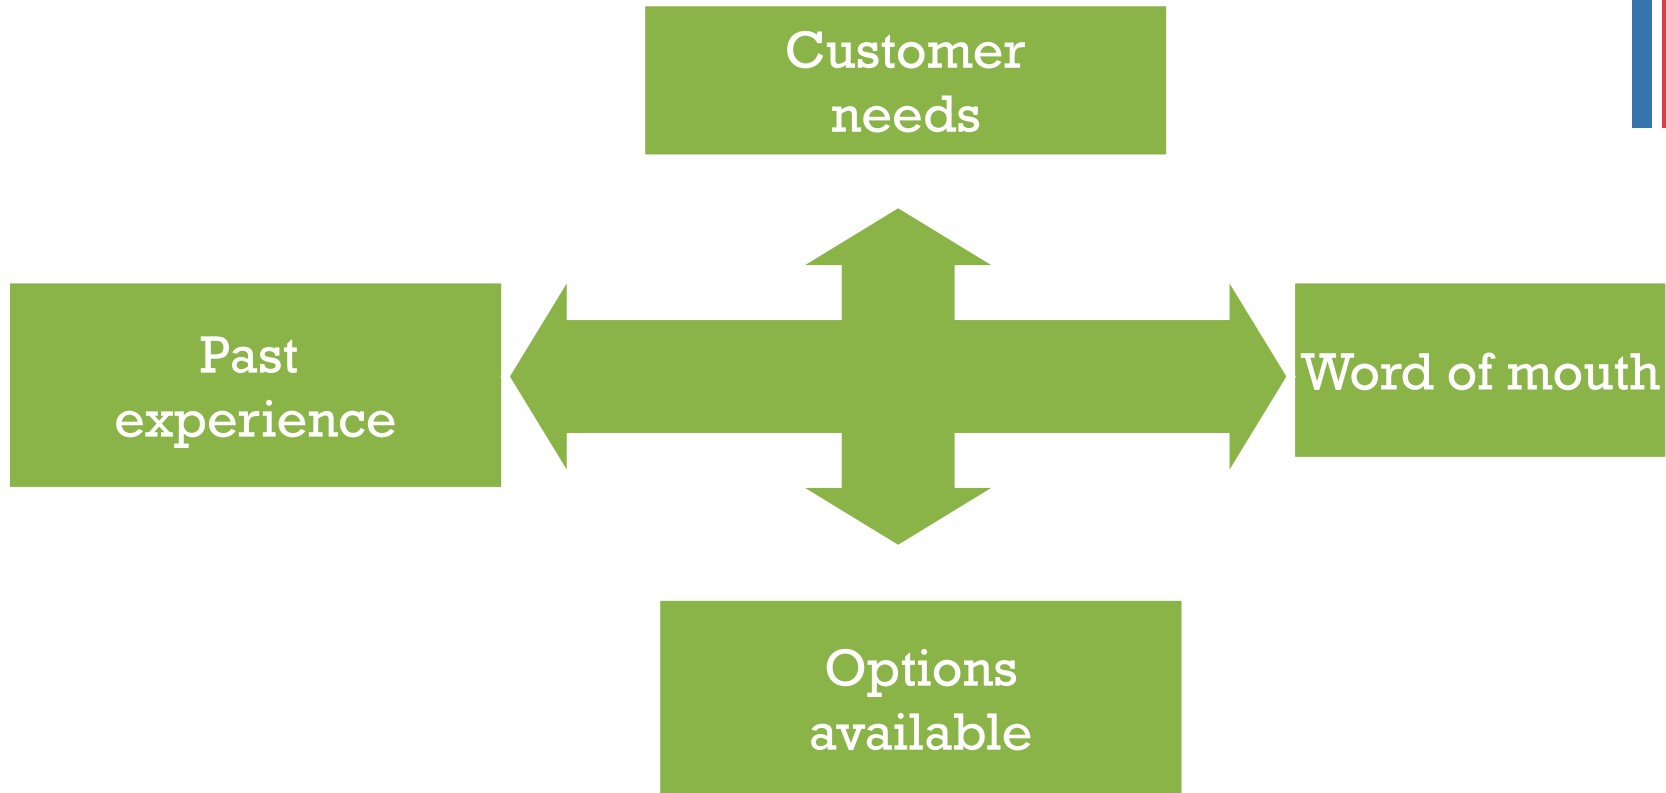 Customer
needs
Past
experience
Word of mouth
Options
available